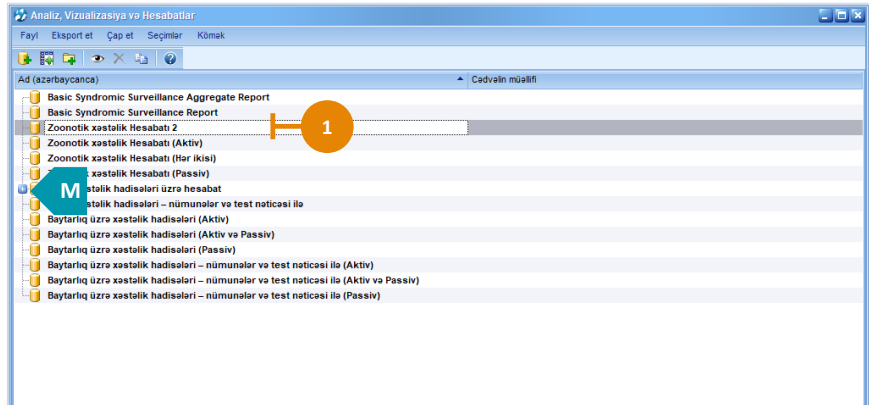 Analiz, Vizualizasiya və Hesabatlar
Fayl Eksport et Çap et Seçimlər Kömək
Ad (azərbaycanca) Cədvəlin müəllifi
Basic Syndromic Surveillance Aggregate Report
Basic Syndromic Surveillance Report
Zoonotik xəstəlik Hesabatı 2
1
Zoonotik xəstəlik Hesabatı (Aktiv)
Zoonotik xəstəlik Hesabatı (Hər ikisi)
xəstəlik Hesabatı (Passiv)
M
hadisələri üzrə hesabat
hadisələri – nümunələr və test nəticəsi ilə
Baytarlıq üzrə xəstəlik hadisələri (Aktiv)
Baytarlıq üzrə xəstəlik hadisələri (Aktiv və Passiv)
Baytarlıq üzrə xəstəlik hadisələri (Passiv)
Baytarlıq üzrə xəstəlik hadisələri – nümunələr və test nəticəsi ilə (Aktiv)
Baytarlıq üzrə xəstəlik hadisələri – nümunələr və test nəticəsi ilə (Aktiv və Passiv)
Baytarlıq üzrə xəstəlik hadisələri – nümunələr və test nəticəsi ilə (Passiv)